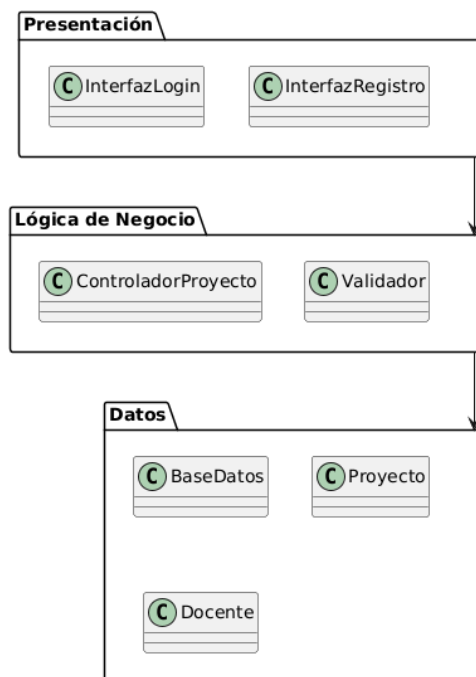 Presentación
C InterfazLogin
C InterfazRegistro
Lógica de Negocio
C ControladorProyecto
C Validador
Datos
C BaseDatos
C Proyecto
C Docente